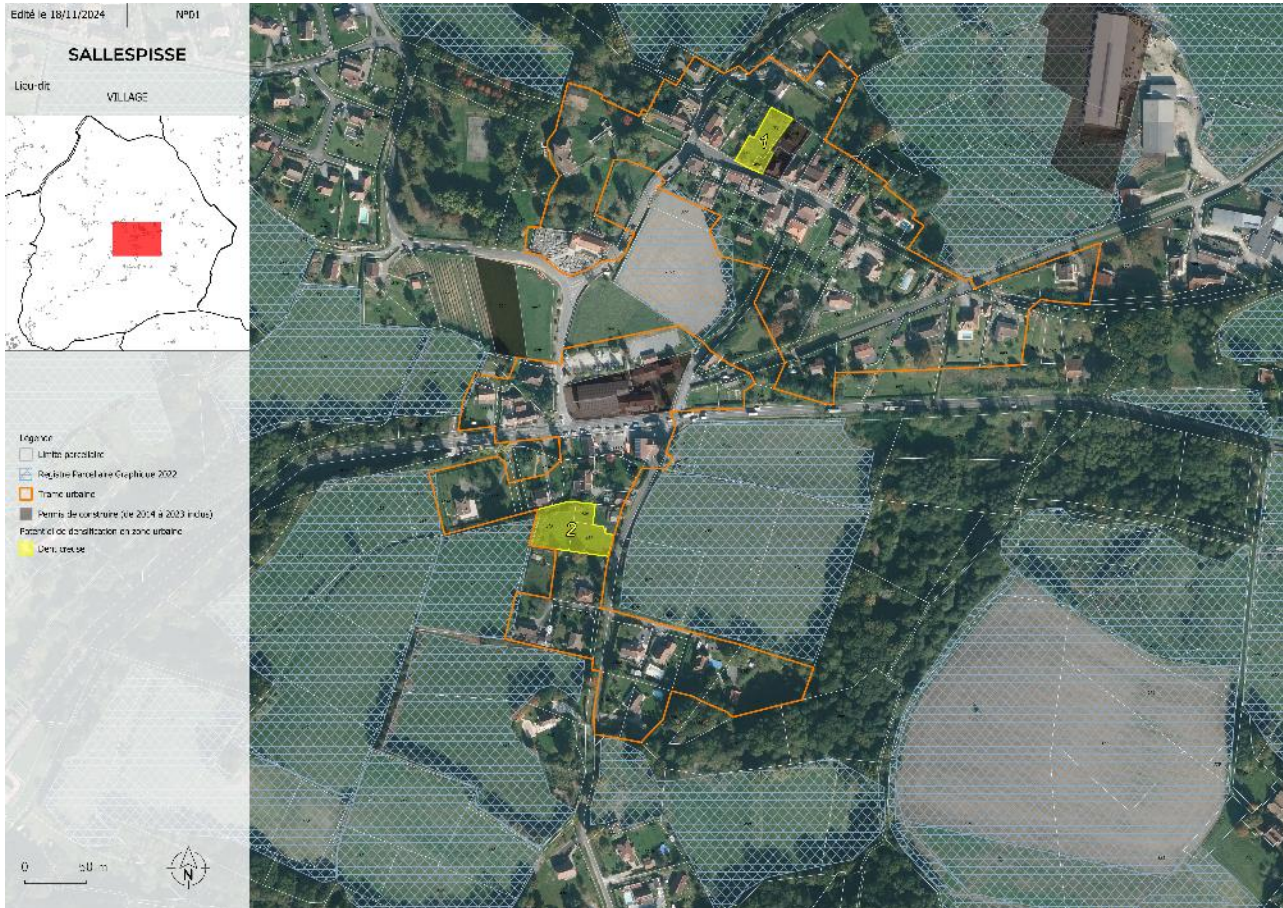 Edité le 18/11/2024
N°01
SALLESPISSE
Lieu-dit
VILLAGE
Légende
Limite parcellaire
Registre Parcellaire Graphique 2022
Trame urbaine
Permis de construire (de 2014 à 2023 inclus)
Potentiel de densification en zone urbaine
Dent creuse
0 50 m
N
1
2